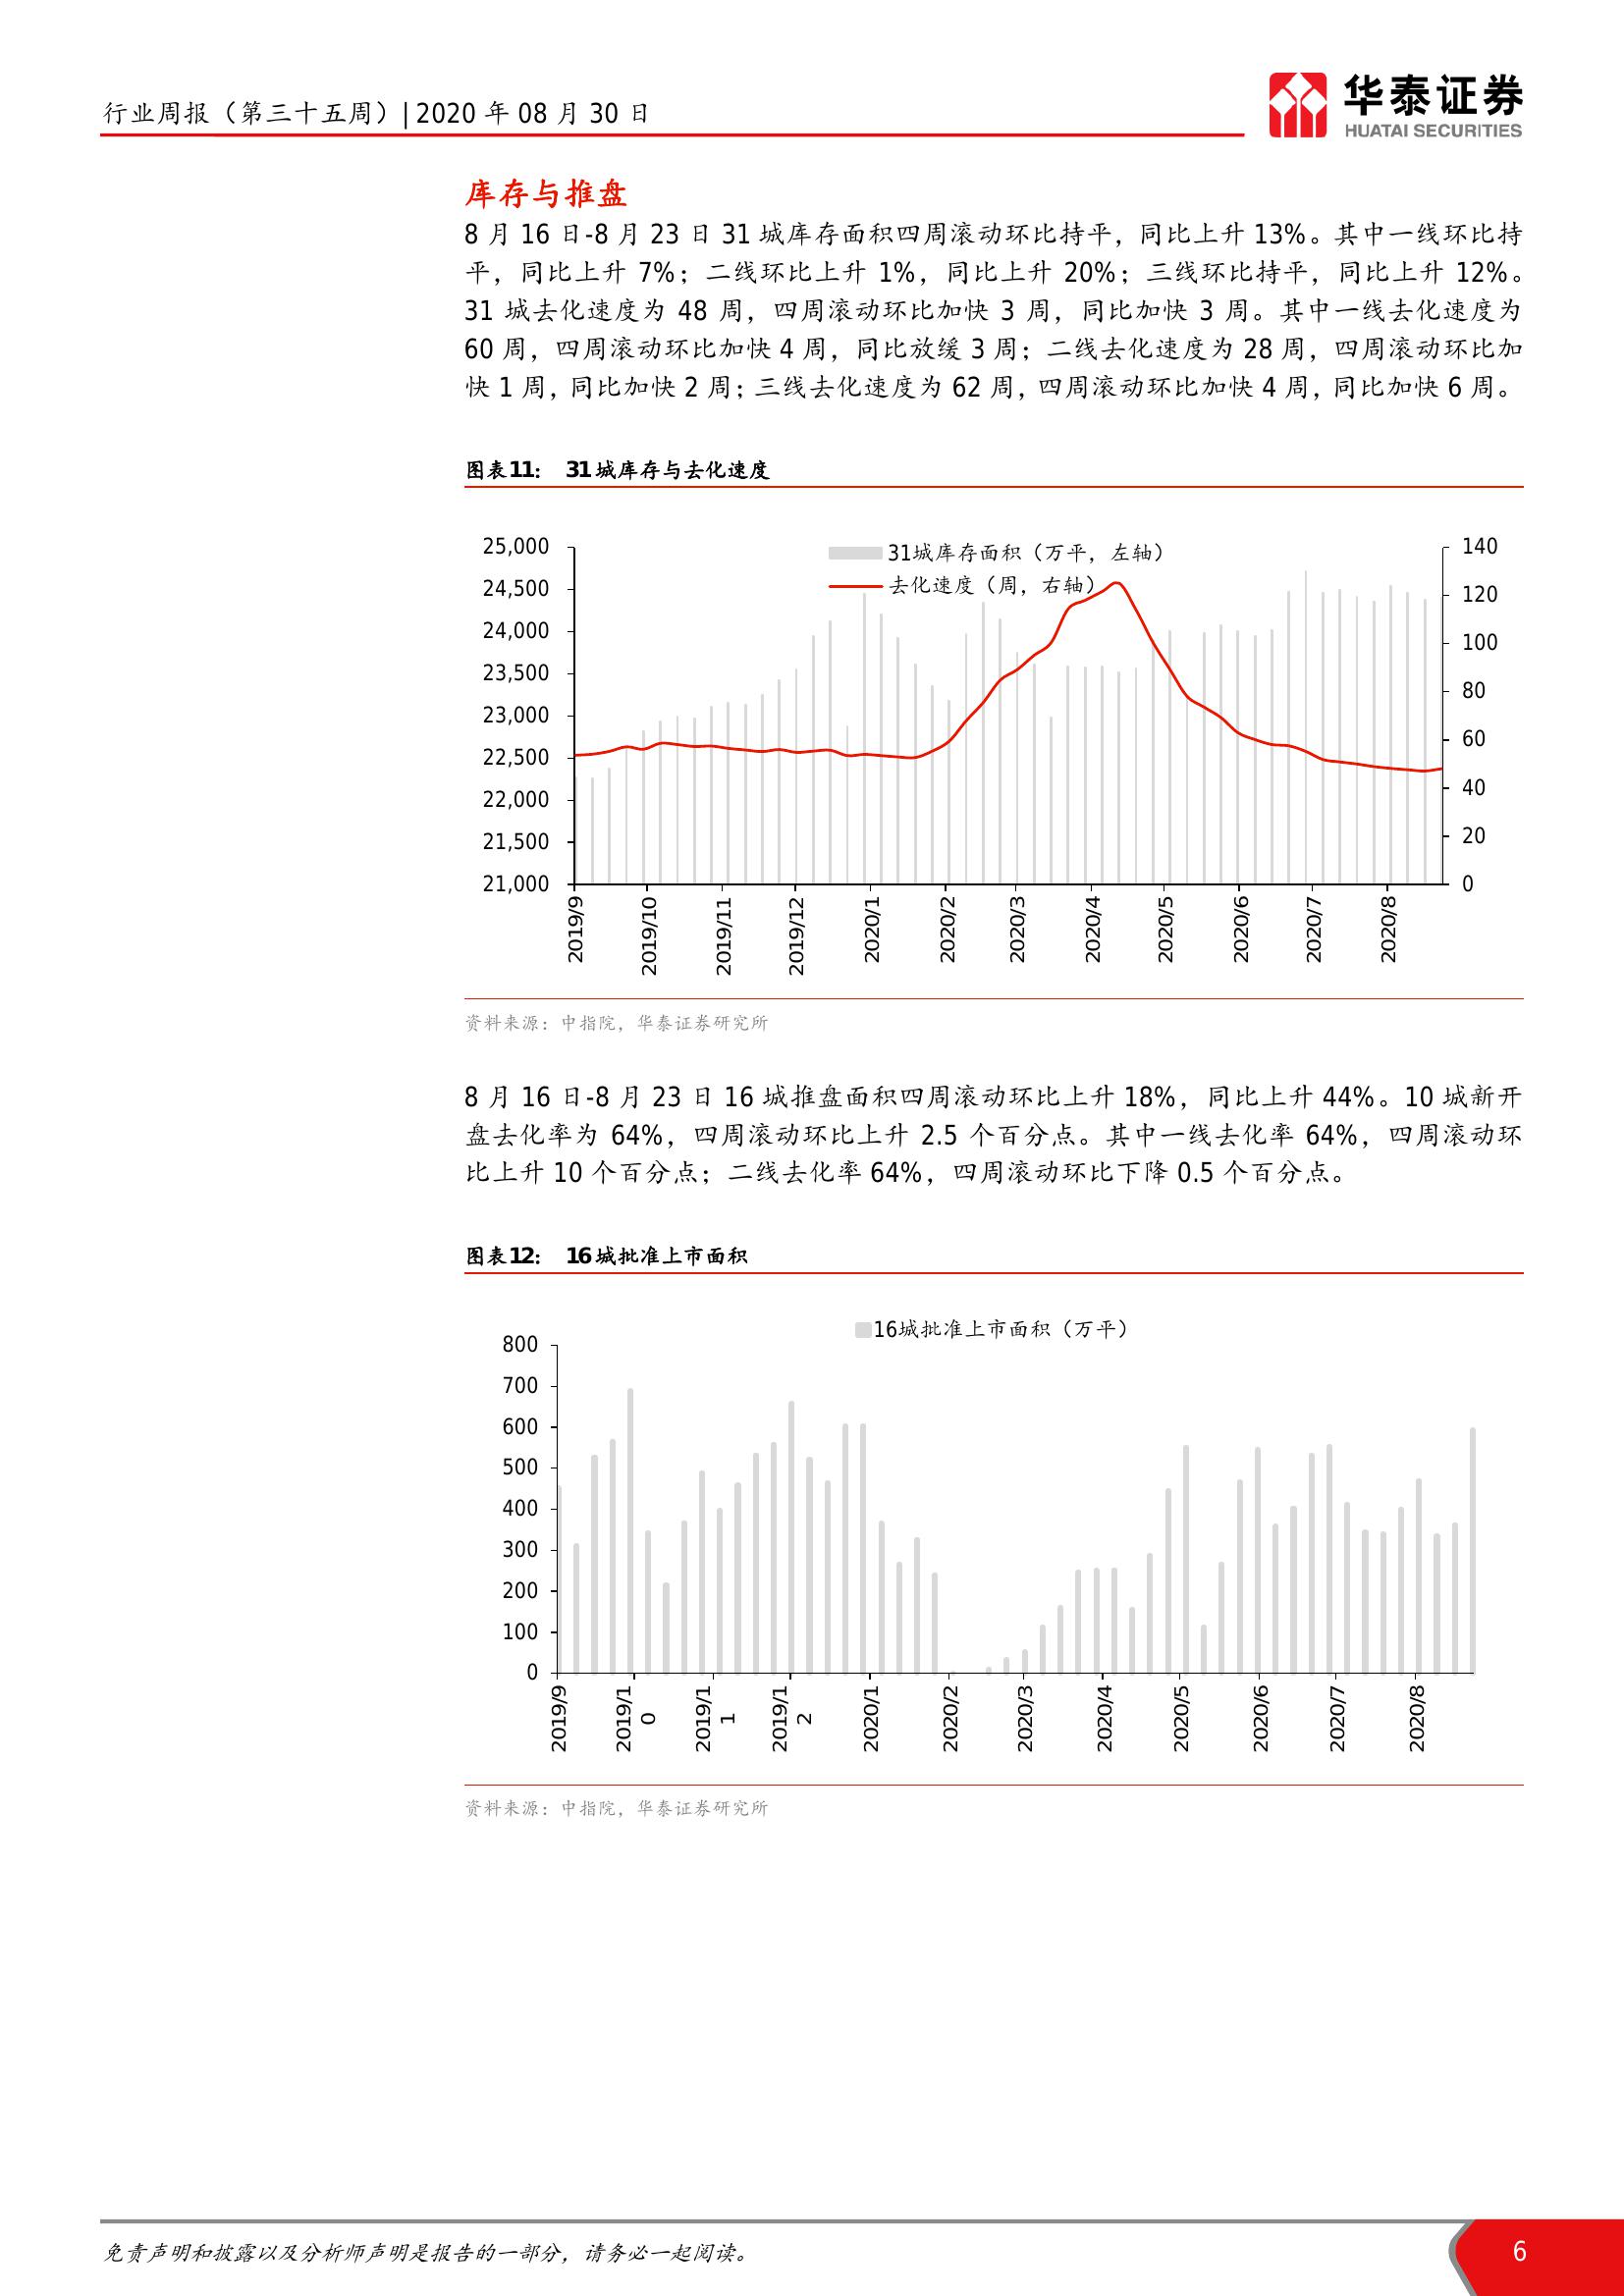 行业周报（第三十五周）| 2020 年 08 月 30 日
华泰证券
HUATAI SECURITIES
库存与推盘
8 月 16 日-8 月 23 日 31 城库存面积四周滚动环比持平，同比上升 13%。其中一线环比持
平，同比上升 7%；二线环比上升 1%，同比上升 20%；三线环比持平，同比上升 12%。
31 城去化速度为 48 周，四周滚动环比加快 3 周，同比加快 3 周。其中一线去化速度为
60 周，四周滚动环比加快 4 周，同比放缓 3 周；二线去化速度为 28 周，四周滚动环比加
快 1 周，同比加快 2 周；三线去化速度为 62 周，四周滚动环比加快 4 周，同比加快 6 周。
图表11： 31 城库存与去化速度
31城库存面积（万平，左轴）
去化速度（周，右轴）
25,000
24,500
24,000
23,500
23,000
22,500
22,000
21,500
21,000
140
120
100
80
60
40
20
0
2019/9
2019/10
2019/11
2019/12
2020/1
2020/2
2020/3
2020/4
2020/5
2020/6
2020/7
2020/8
资料来源：中指院，华泰证券研究所
8 月 16 日-8 月 23 日 16 城推盘面积四周滚动环比上升 18%，同比上升 44%。10 城新开
盘去化率为 64%，四周滚动环比上升 2.5 个百分点。其中一线去化率 64%，四周滚动环
比上升 10 个百分点；二线去化率 64%，四周滚动环比下降 0.5 个百分点。
图表12： 16 城批准上市面积
16城批准上市面积（万平）
800
700
600
500
400
300
200
100
0
2019/9
2019/1
0
2019/1
1
2019/1
2
2020/1
2020/2
2020/3
2020/4
2020/5
2020/6
2020/7
2020/8
资料来源：中指院，华泰证券研究所
免责声明和披露以及分析师声明是报告的一部分，请务必一起阅读。
6